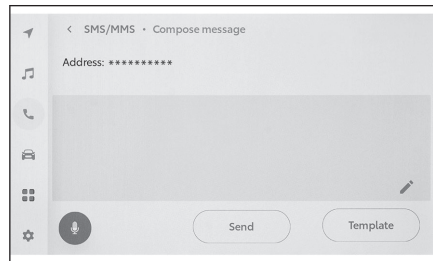 < SMS/MMS • Compose message
Address: **********
Send
Template